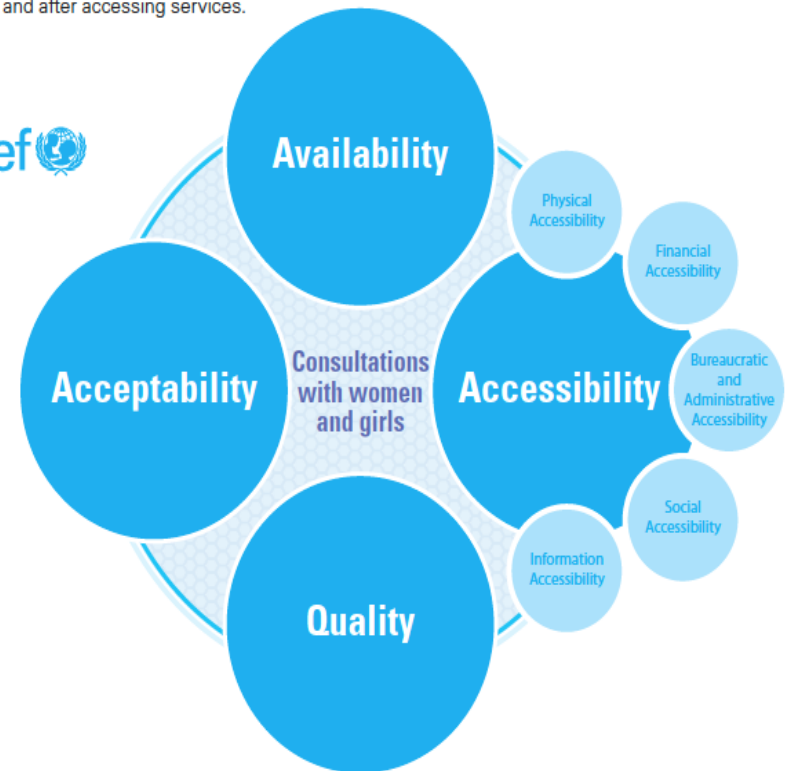 and after accessing services.
ef
Availability
Physical
Accessibility
Financial
Accessibility
Acceptability
Consultations
with women
and girls
Accessibility
Bureaucratic
and
Administrative
Accessibility
Social
Accessibility
Information
Accessibility
Quality